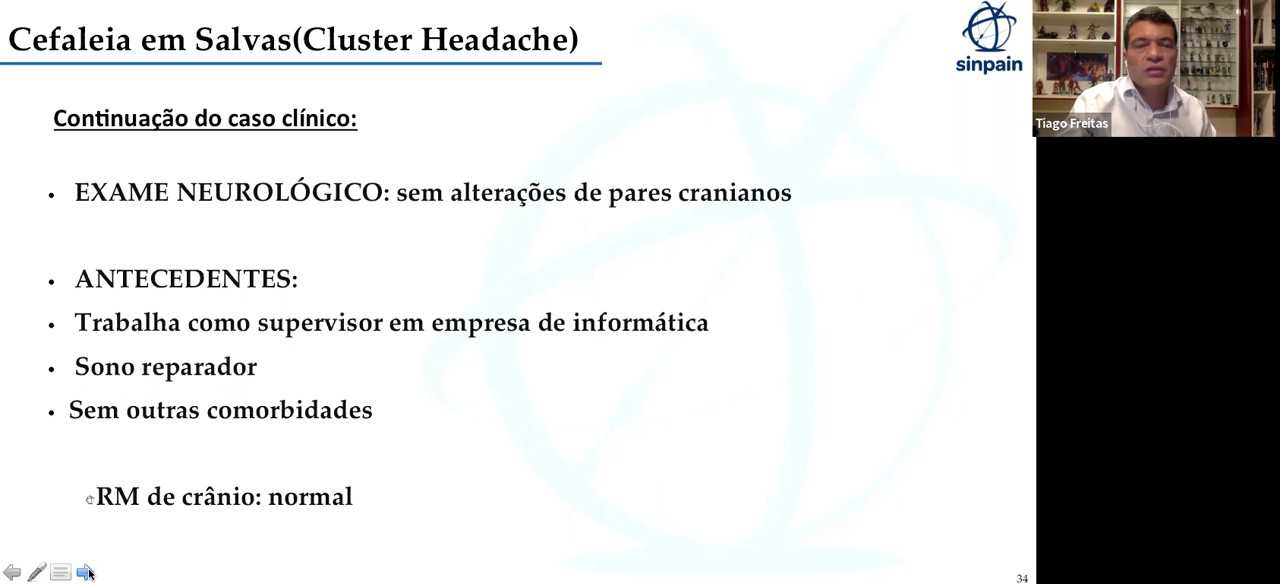 Cefaleia em Salvas(Cluster Headache)
sinpain
Tiago Freitas
Continuação do caso clínico:
• EXAME NEUROLÓGICO: sem alterações de pares cranianos
• ANTECEDENTES:
• Trabalha como supervisor em empresa de informática
• Sono reparador
• Sem outras comorbidades
RM de crânio: normal
34